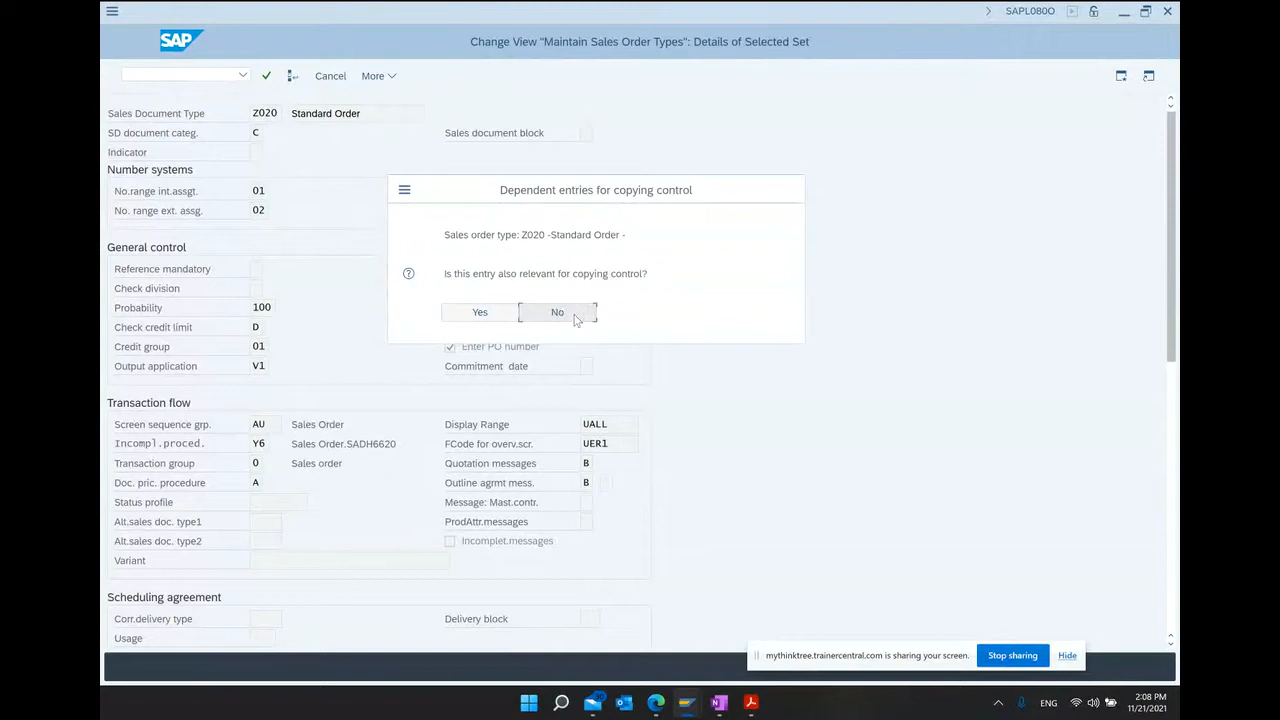 SAPL080O
SAP
Change View "Maintain Sales Order Types": Details of Selected Set
Cancel More
Sales Document Type Z020 Standard Order
SD document categ. C Sales document block
Indicator
Number systems
No.range int.assgt. 01
No. range ext. assg. 02
General control
Reference mandatory
Check division
Probability 100
Check credit limit D
Credit group 01 Enter PO number
Output application V1 Commitment date
Dependent entries for copying control
Sales order type: Z020 -Standard Order -
Is this entry also relevant for copying control?
Yes No
Transaction flow
Screen sequence grp. AU Sales Order Display Range UALL
Incompl.proced. Y6 Sales Order.SADH6620 FCode for overv.scr. UER1
Transaction group 0 Sales order Quotation messages B
Doc. pric. procedure A Outline agrmt mess. B
Status profile Message: Mast.contr.
Alt.sales doc. type1 ProdAttr.messages
Alt.sales doc. type2 Incomplet.messages
Variant
Scheduling agreement
Corr.delivery type Delivery block
Usage
mythinktree.trainercentral.com is sharing your screen. Stop sharing Hide
ENG
2:08 PM
11/21/2021